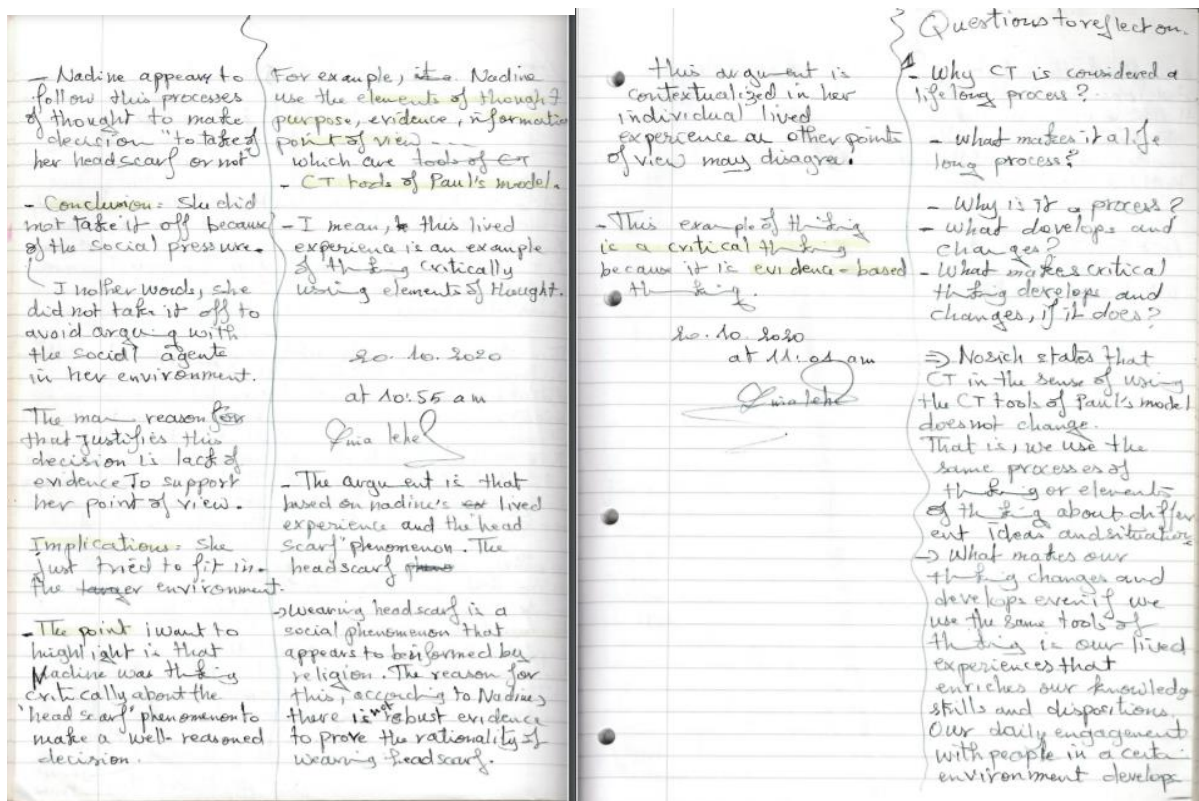 - Nadine appears to
follow this processes
of thought to make
decision "to take of
her headscarf or not"
- Conclusion: She did
not take it off because
of the social pressure.
In other words, she
did not take it off to
avoid arguing with
the social agents
in her environment.
The main reason for
that justifies this
decision is lack of
evidence to support
her point of view.
Implications: She
just tried to fit in
the larger environment.
- The point i want to
highlight is that
Nadine was thinking
critically about the
"head scarf" phenomenon to
make a well-reasoned
decision.
For example, Nadine
use the elements of thought
purpose, evidence, information
point of view ....
which are tools of CT
- CT tools of Paul's model.
- I mean, this lived
experience is an example
of thinking critically
using elements of thought.
20.10.2020
at 10:55 am
- The argument is that
based on nadine's lived
experience and the "head
scarf" phenomenon. The
headscarf pheno
→ Wearing headscarf is a
social phenomenon that
appears to be informed by
religion. The reason for
this, according to Nadine,
there is not robust evidence
to prove the rationality of
wearing headscarf.
this argument is
contextualized in her
individual lived
experience as other points
of view may disagree.
- This example of thinking
is a critical thinking
because it is evidence-based
thinking.
20.10.2020
at 11:01 am
Questions to reflect on.
- Why CT is considered a
lifelong process?
- what makes it a life
long process?
- Why is it a process?
- what develops and
changes?
- What makes critical
thinking develops and
changes, if it does?
⇒ Nosich states that
CT in the sense of using
the CT tools of Paul's model
does not change.
That is, we use the
same processes of
thinking or elements
of thinking about differ
ent ideas and situations
→ What makes our
thinking changes and
develops even if we
use the same tools of
thinking is our lived
experiences that
enriches our knowledge
skills and dispositions.
Our daily engagement
with people in a certain
environment develops